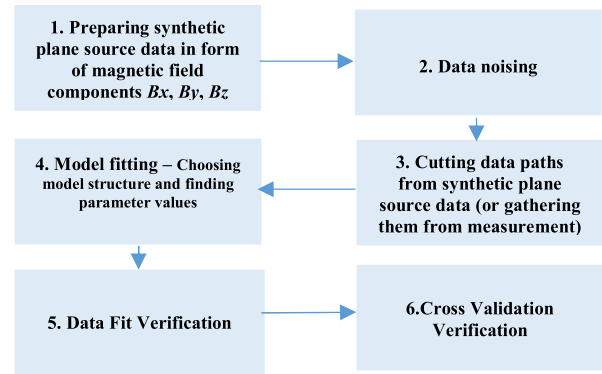 1. Preparing synthetic
plane source data in form
of magnetic field
components Bx, By, Bz
2. Data noising
3. Cutting data paths
from synthetic plane
source data (or gathering
them from measurement)
4. Model fitting – Choosing
model structure and finding
parameter values
5. Data Fit Verification
6.Cross Validation
Verification